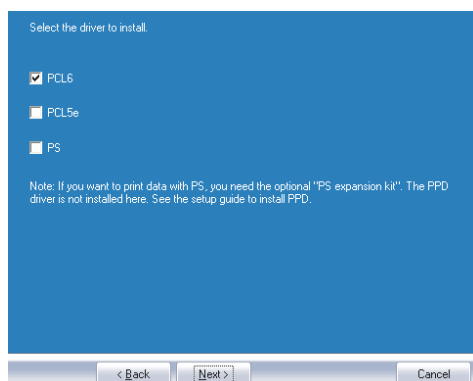 Select the driver to install.
PCL6
PCL5e
PS
Note: If you want to print data with PS, you need the optional "PS expansion kit". The PPD
driver is not installed here. See the setup guide to install PPD.
< Back Next > Cancel